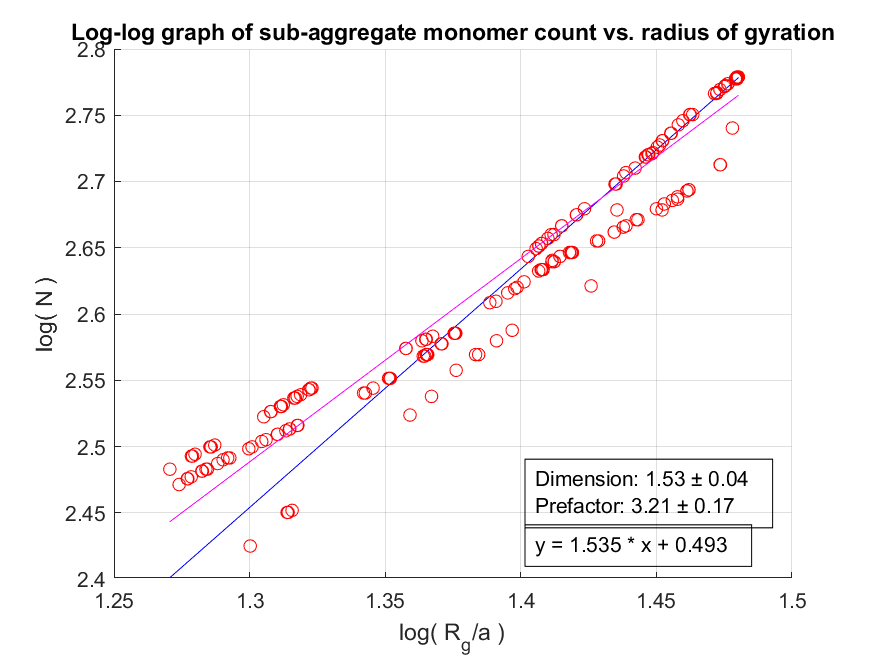 Log-log graph of sub-aggregate monomer count vs. radius of gyration
2.8
2.75
2.7
2.65
2.6
2.55
2.5
2.45
2.4
log( N )
Dimension: 1.53 ± 0.04
Prefactor: 3.21 ± 0.17
y = 1.535 * x + 0.493
1.25 1.3 1.35 1.4 1.45 1.5
log( R_g/a )